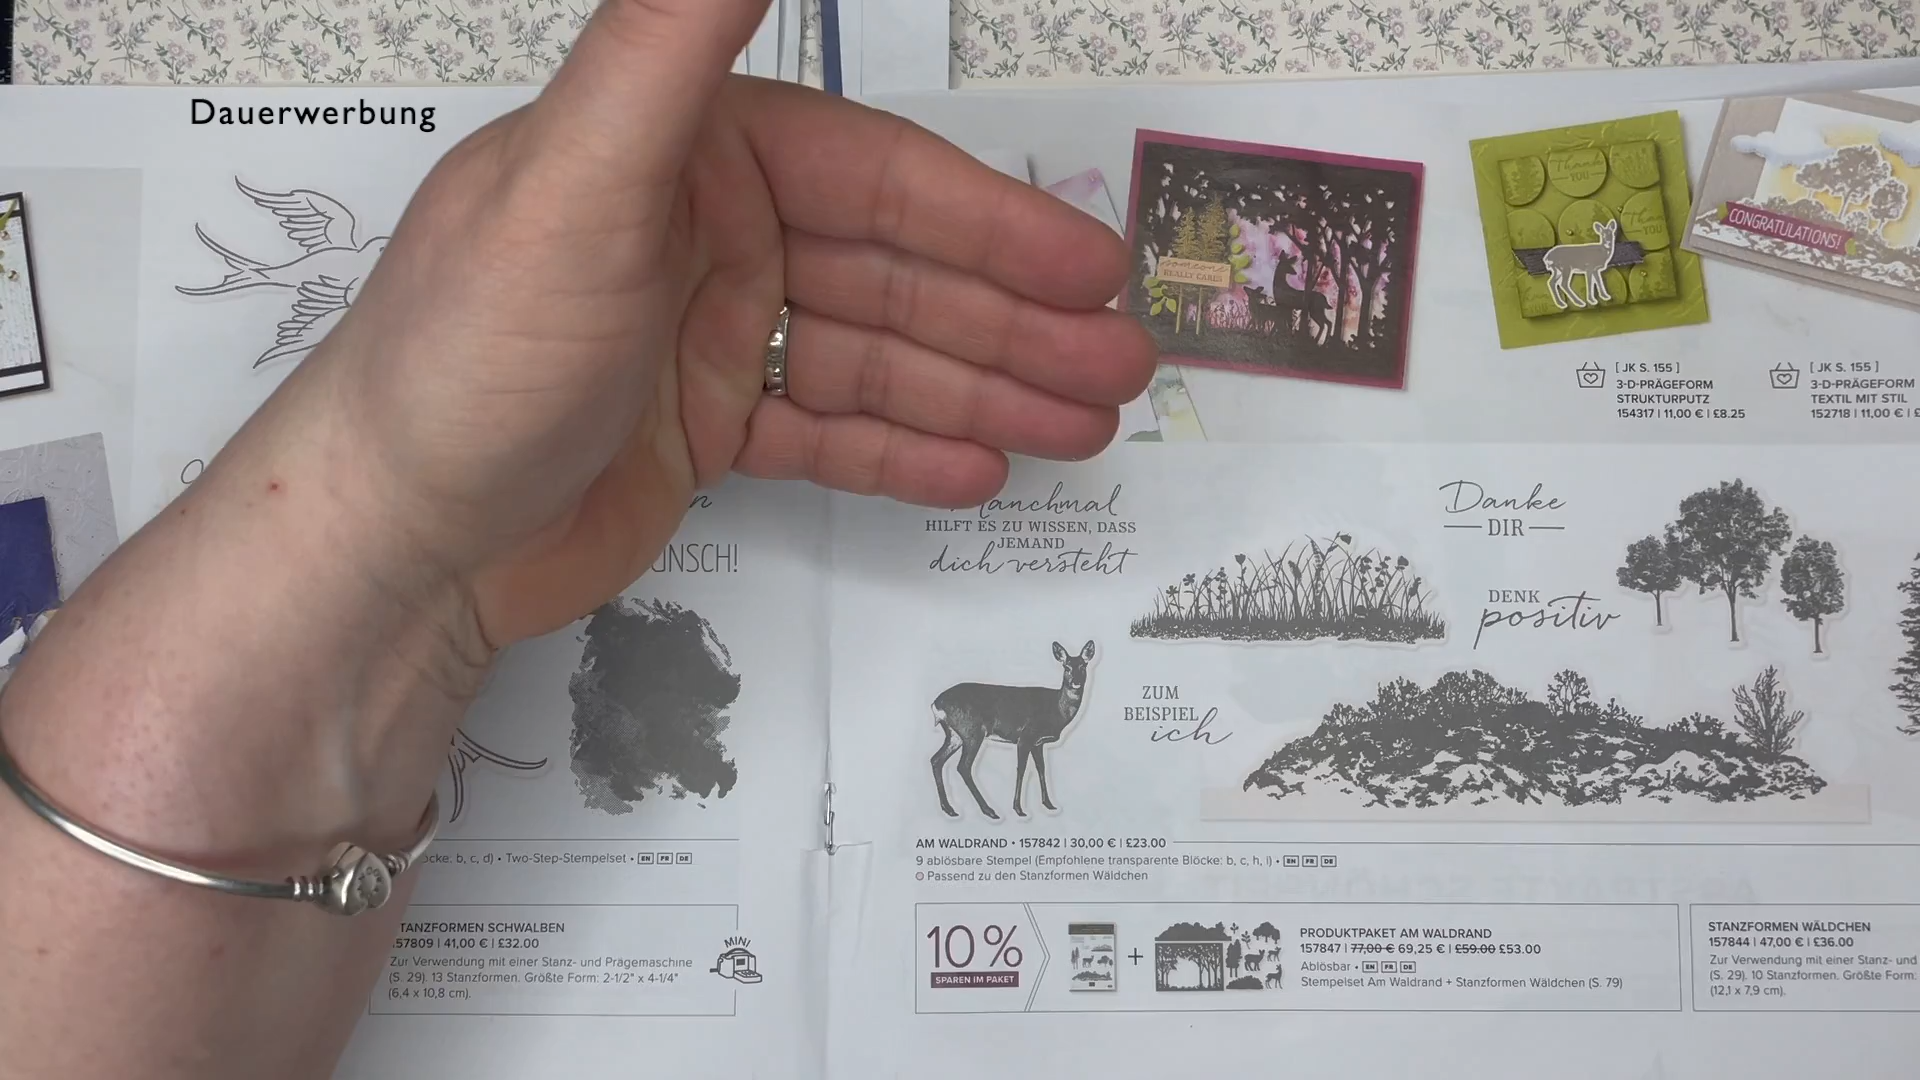 Dauerwerbung
someone
REALLY CARES
Thank
YOU
Thank
YOU
CONGRATULATIONS!
[ JK S. 155 ]
3-D-PRÄGEFORM
STRUKTURPUTZ
154317 | 11,00 € | £8.25
[ JK S. 155 ]
3-D-PRÄGEFORM
TEXTIL MIT STIL
152718 | 11,00 € |
UNSCH!
Manchmal
HILFT ES ZU WISSEN, DASS
JEMAND
dich versteht
Danke
DIR
DENK
positiv
ZUM
BEISPIEL
ich
b, c, d) • Two-Step-Stempelset • EN FR DE
STANZFORMEN SCHWALBEN
157809 | 41,00 € | £32.00
Zur Verwendung mit einer Stanz- und Prägemaschine
(S. 29). 13 Stanzformen. Größte Form: 2-1/2" x 4-1/4"
(6,4 x 10,8 cm).
MINI
AM WALDRAND • 157842 | 30,00 € | £23.00
9 ablösbare Stempel (Empfohlene transparente Blöcke: b, c, h, i) • EN FR DE
Passend zu den Stanzformen Wäldchen
10 %
SPAREN IM PAKET
+
PRODUKTPAKET AM WALDRAND
157847 | 77,00 € 69,25 € | £59.00 £53.00
Ablösbar • EN FR DE
Stempelset Am Waldrand + Stanzformen Wäldchen (S. 79)
STANZFORMEN WÄLDCHEN
157844 | 47,00 € | £36.00
Zur Verwendung mit einer Stanz- und
(S. 29). 10 Stanzformen. Größte Form:
(12,1 x 7,9 cm).